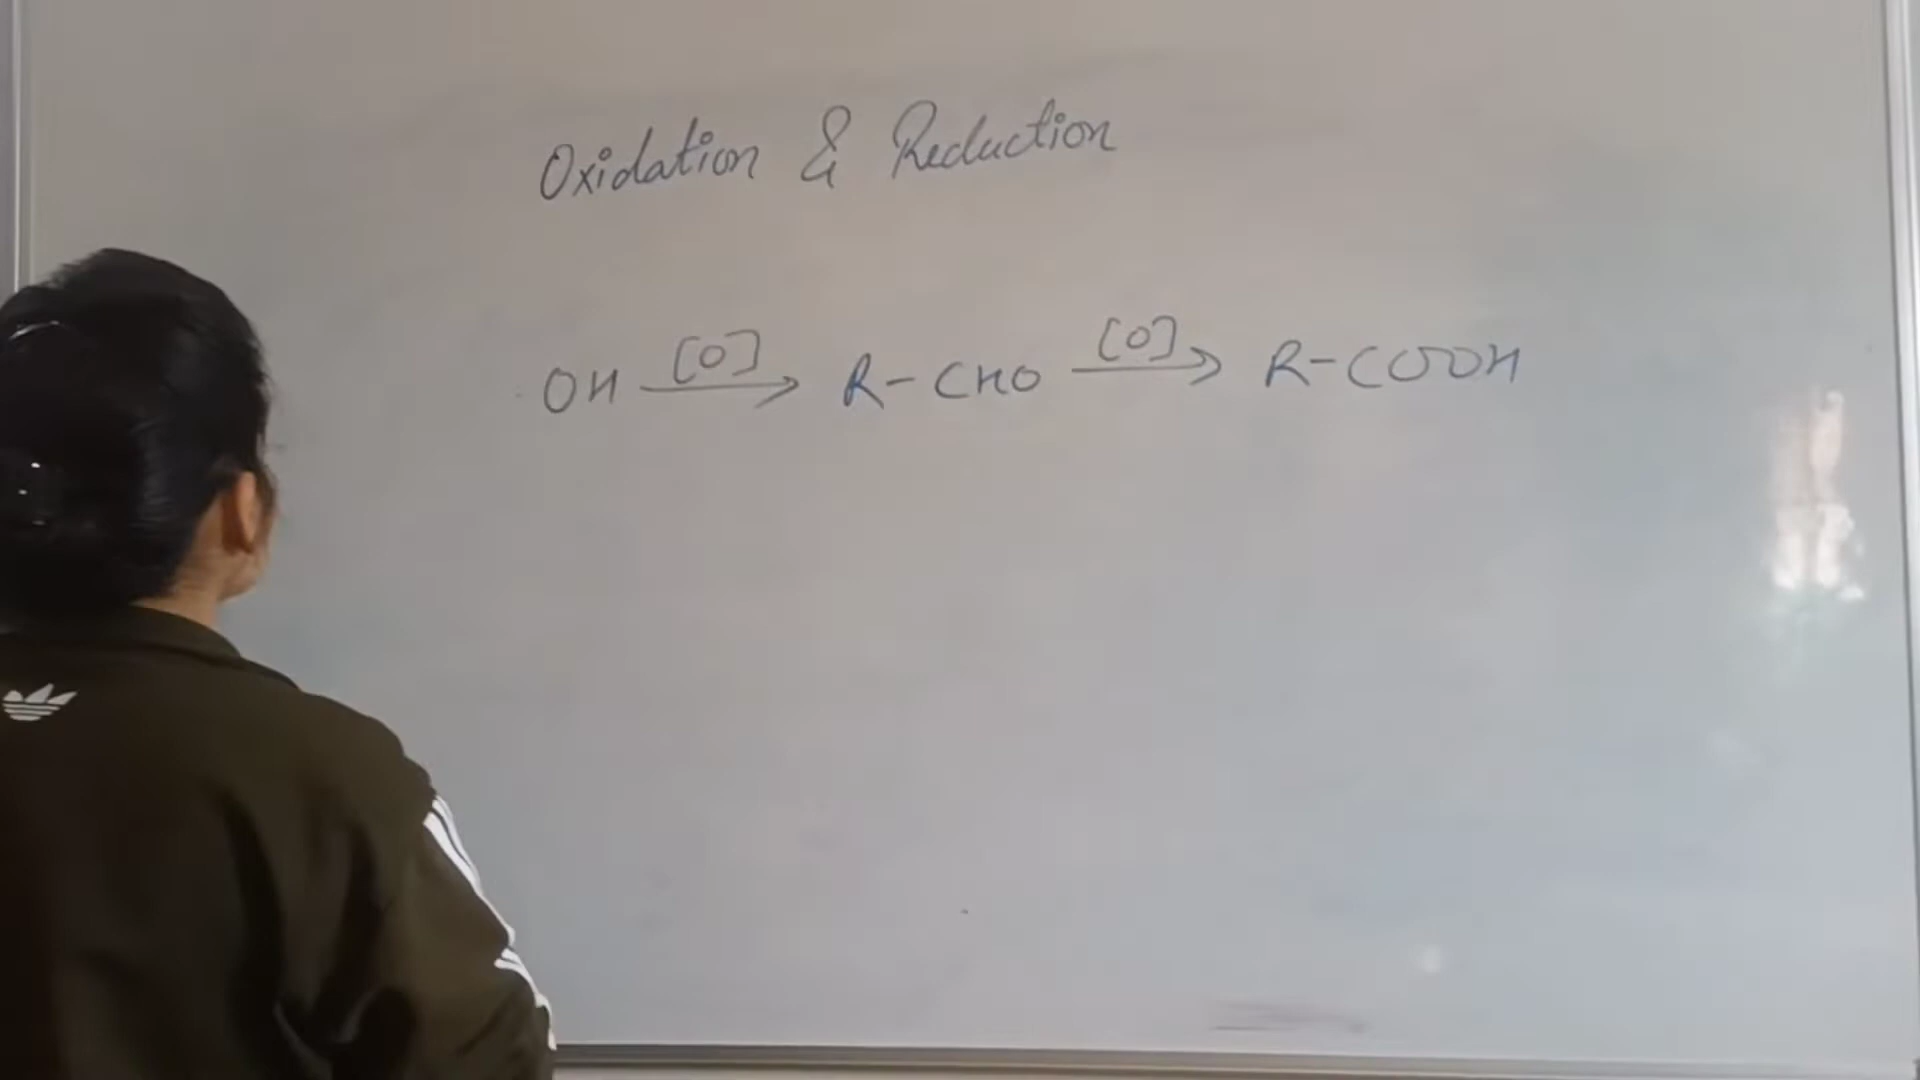 Oxidation & Reduction
OH [O]→ R-CHO [O]→ R-COOH